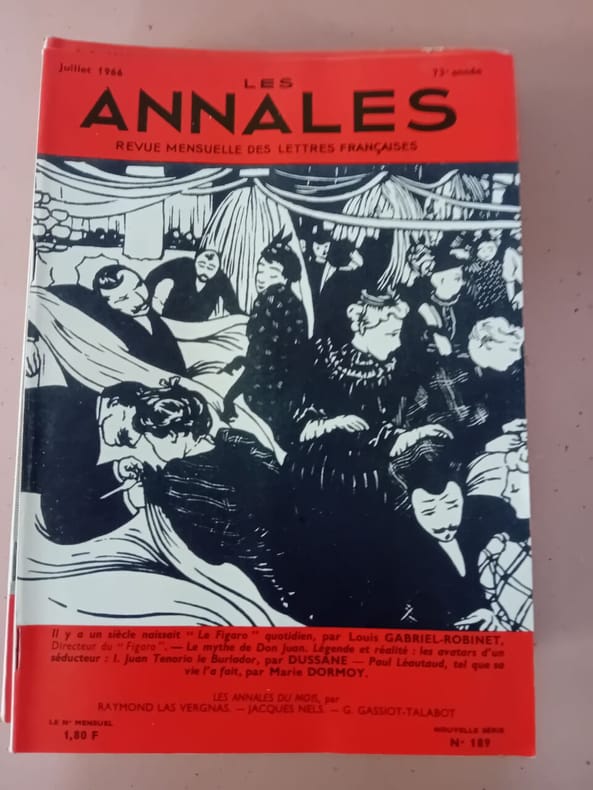 Juillet 1966
73e année
LES
ANNALES
REVUE MENSUELLE DES LETTRES FRANÇAISES
Il y a un siècle naissait " Le Figaro " quotidien, par Louis GABRIEL-ROBINET,
Directeur du " Figaro ". — Le mythe de Don Juan. Légende et réalité : les avatars d'un
séducteur : I. Juan Tenorio le Burlador, par DUSSANE — Paul Léautaud, tel que sa
vie l'a fait, par Marie DORMOY.
LES ANNALES DU MOIS, par
RAYMOND LAS VERGNAS. — JACQUES NELS. — G. GASSIOT-TALABOT
LE No MENSUEL
1,80 F
NOUVELLE SÉRIE
No 189